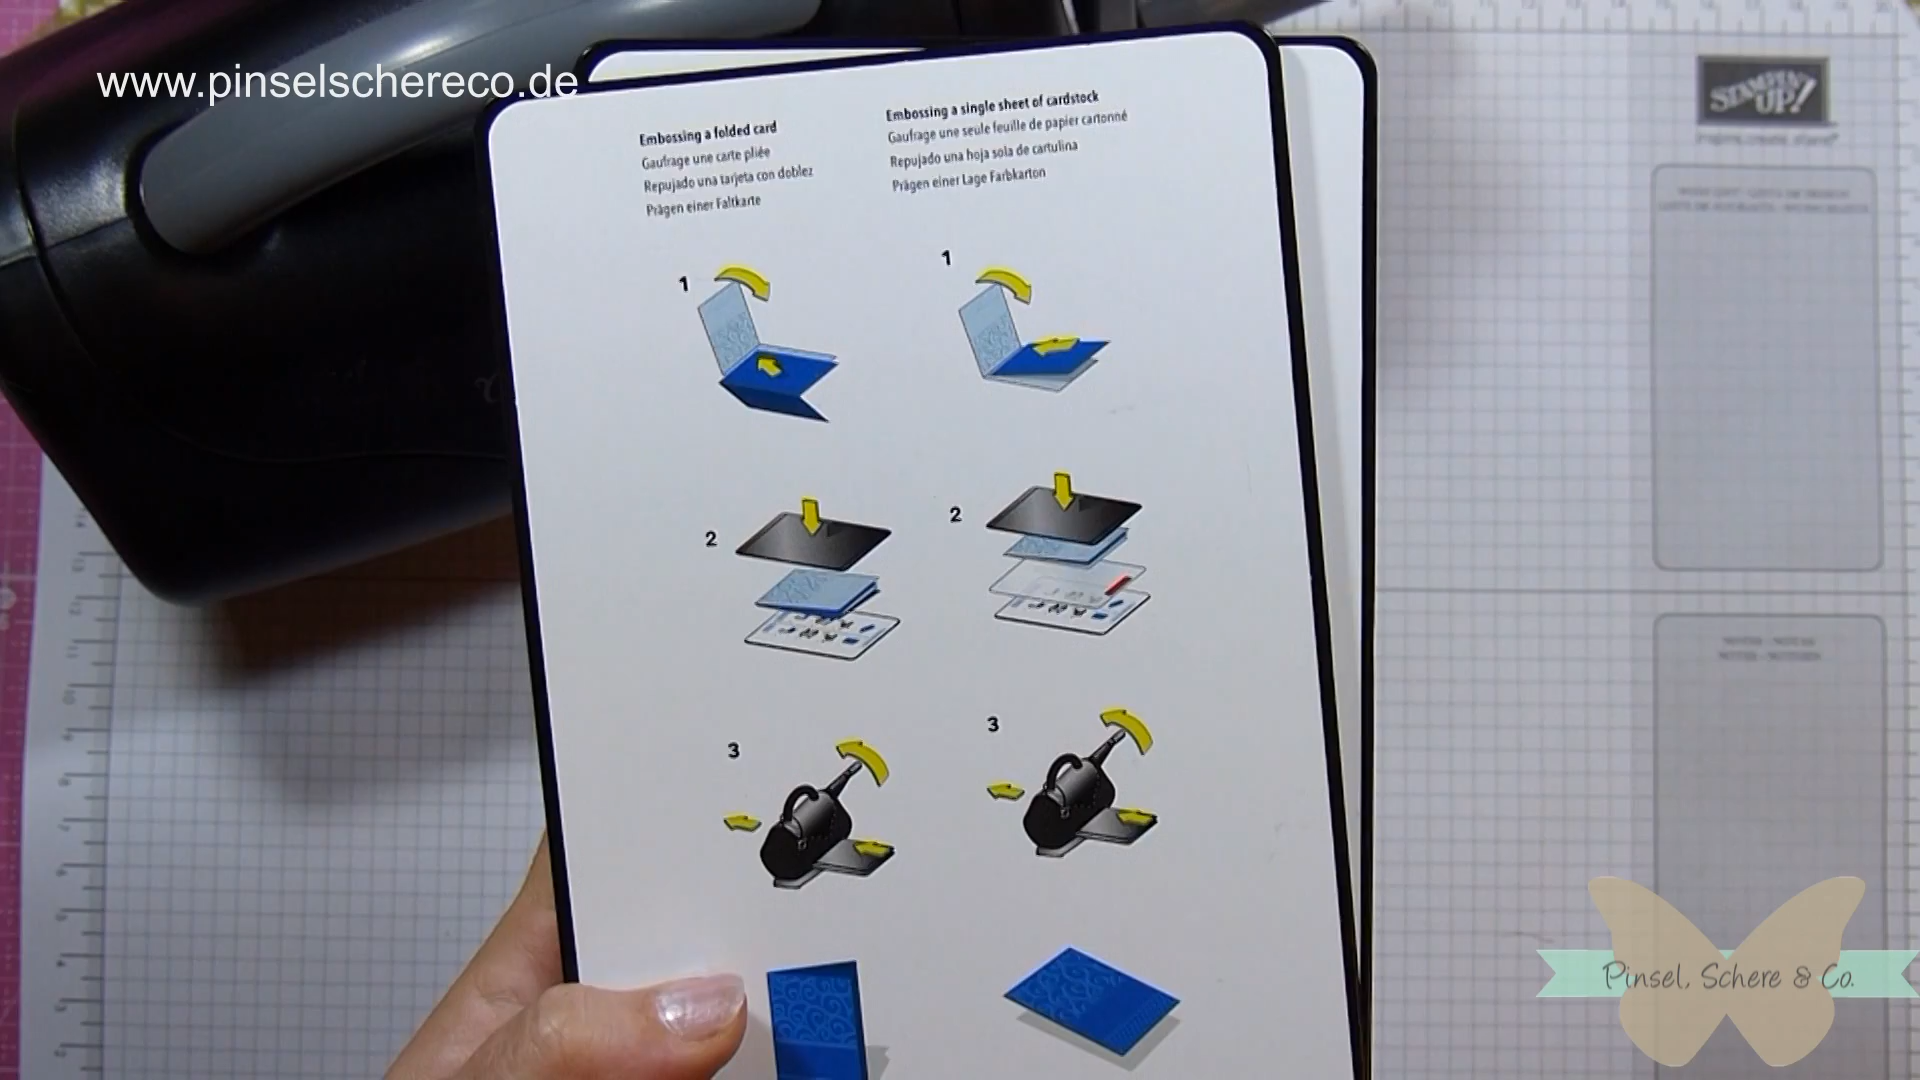 www.pinselschereco.de
Embossing a folded card
Gaufrage une carte pliée
Repujado una tarjeta con doblez
Prägen einer Faltkarte
Embossing a single sheet of cardstock
Gaufrage une seule feuille de papier cartonné
Repujado una hoja sola de cartulina
Prägen einer Lage Farbkarton
1
1
2
2
3
3
STAMPIN' UP!
Pinsel, Schere & Co.